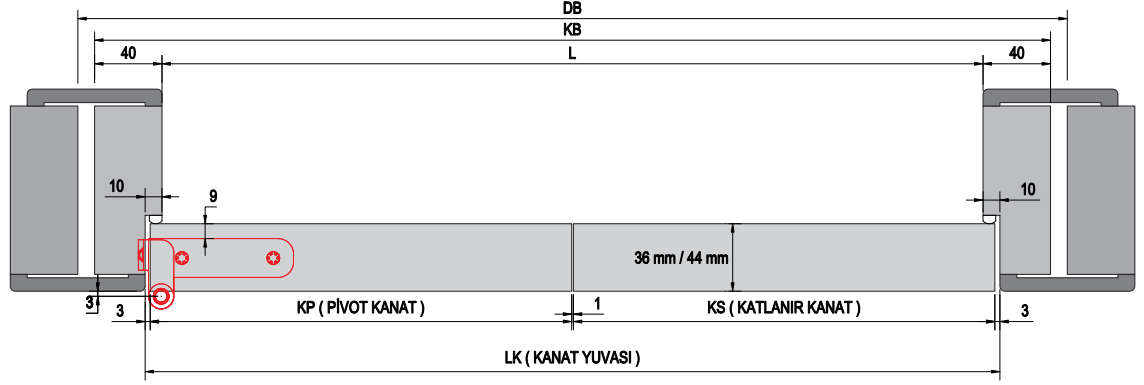 DB
KB
40
L
40
10
9
10
36 mm / 44 mm
3
KP ( PİVOT KANAT )
KS ( KATLANIR KANAT )
3
1
3
LK ( KANAT YUVASI )